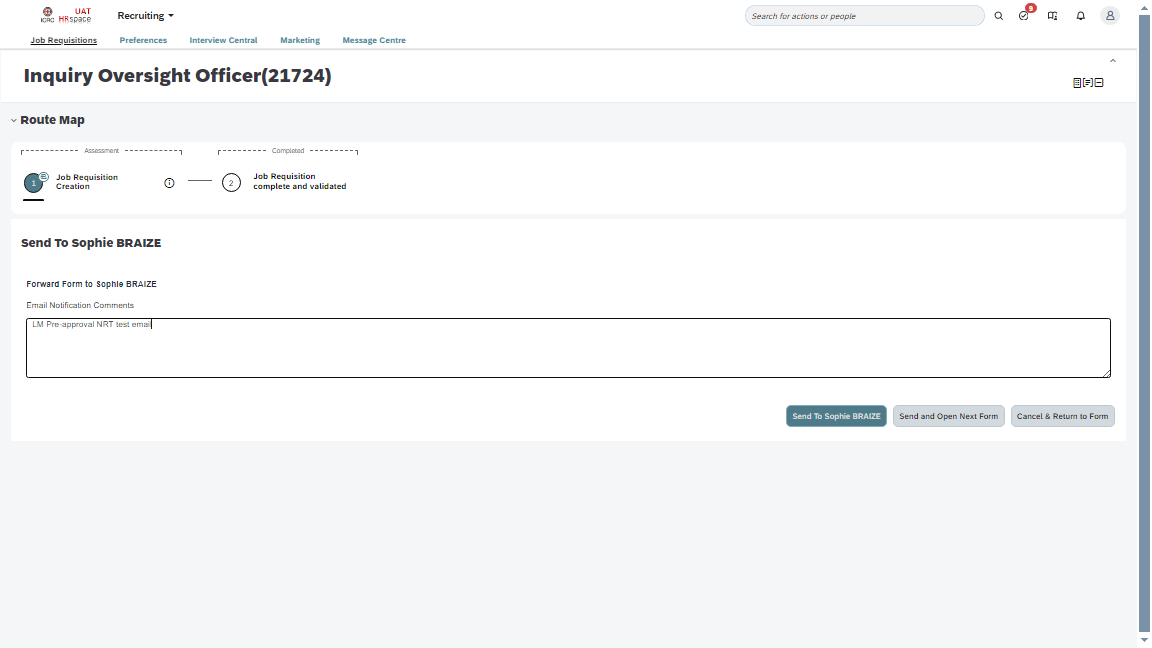 ICRC
UAT
HRspace
Recruiting
Search for actions or people
9
Job Requisitions
Preferences
Interview Central
Marketing
Message Centre
Inquiry Oversight Officer(21724)
Route Map
Assessment
Completed
1
Job Requisition
Creation
2
Job Requisition
complete and validated
Send To Sophie BRAIZE
Forward Form to Sophie BRAIZE
Email Notification Comments
LM Pre-approval NRT test email
Send To Sophie BRAIZE
Send and Open Next Form
Cancel & Return to Form